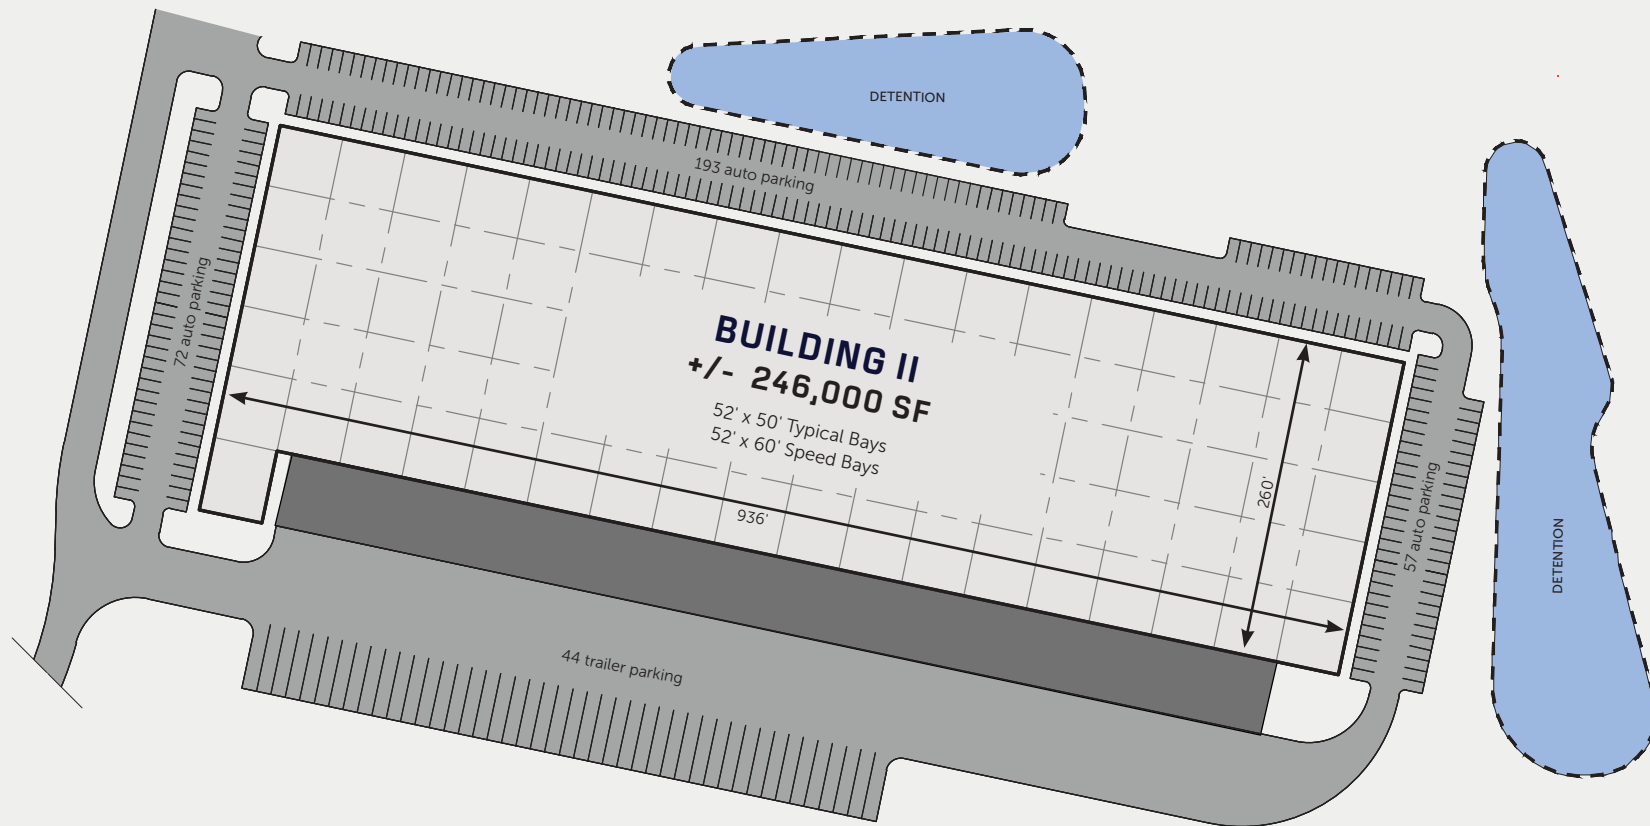 DETENTION
193 auto parking
72 auto parking
BUILDING II
+/- 246,000 SF
52' x 50' Typical Bays
52' x 60' Speed Bays
936'
260'
57 auto parking
DETENTION
44 trailer parking